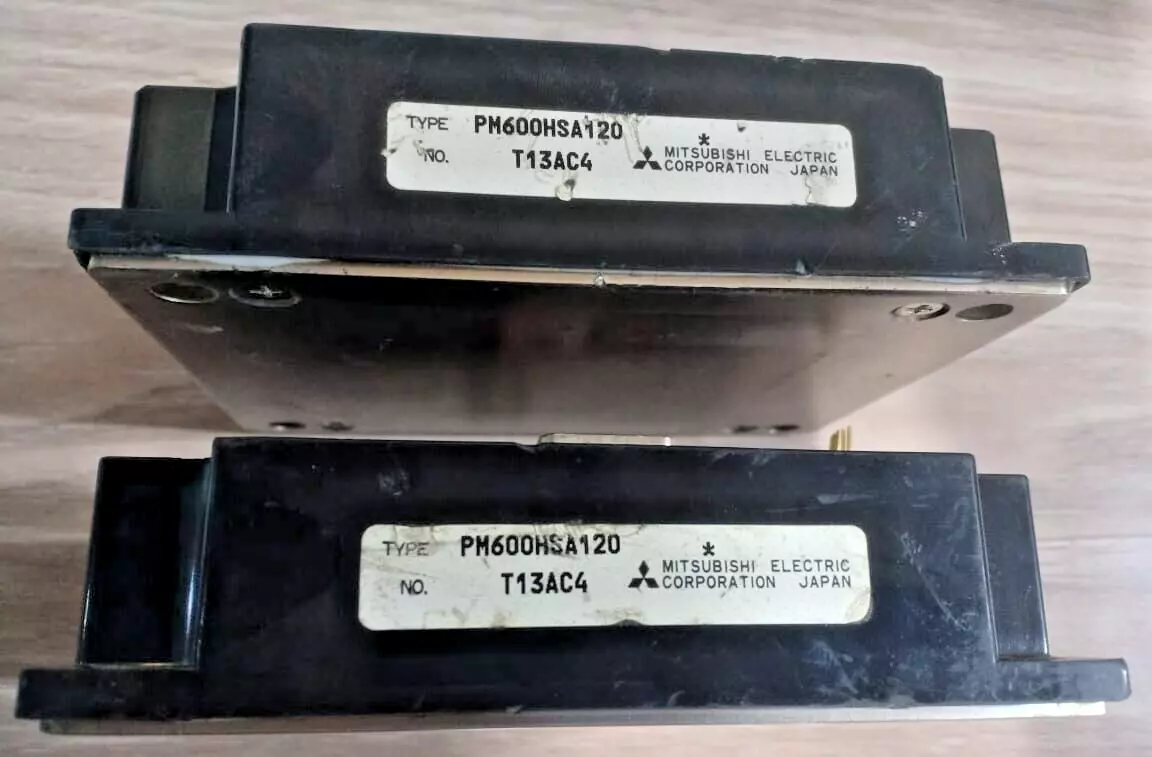 TYPE PM600HSA120
*
NO. T13AC4 MITSUBISHI ELECTRIC
CORPORATION JAPAN
TYPE PM600HSA120
*
NO. T13AC4 MITSUBISHI ELECTRIC
CORPORATION JAPAN